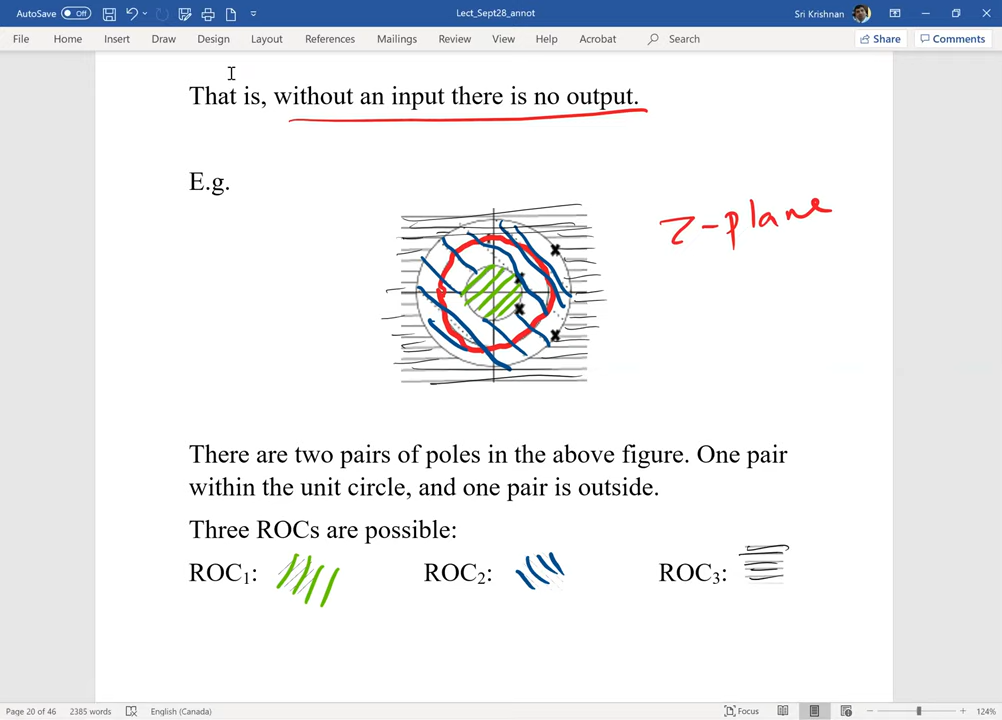 AutoSave Off Lect_Sept28_annot Sri Krishnan
File Home Insert Draw Design Layout References Mailings Review View Help Acrobat Search Share Comments
That is, without an input there is no output.
E.g.
z-plane
There are two pairs of poles in the above figure. One pair
within the unit circle, and one pair is outside.
Three ROCs are possible:
ROC₁: ROC₂: ROC₃:
Page 20 of 46 2385 words English (Canada) Focus 124%